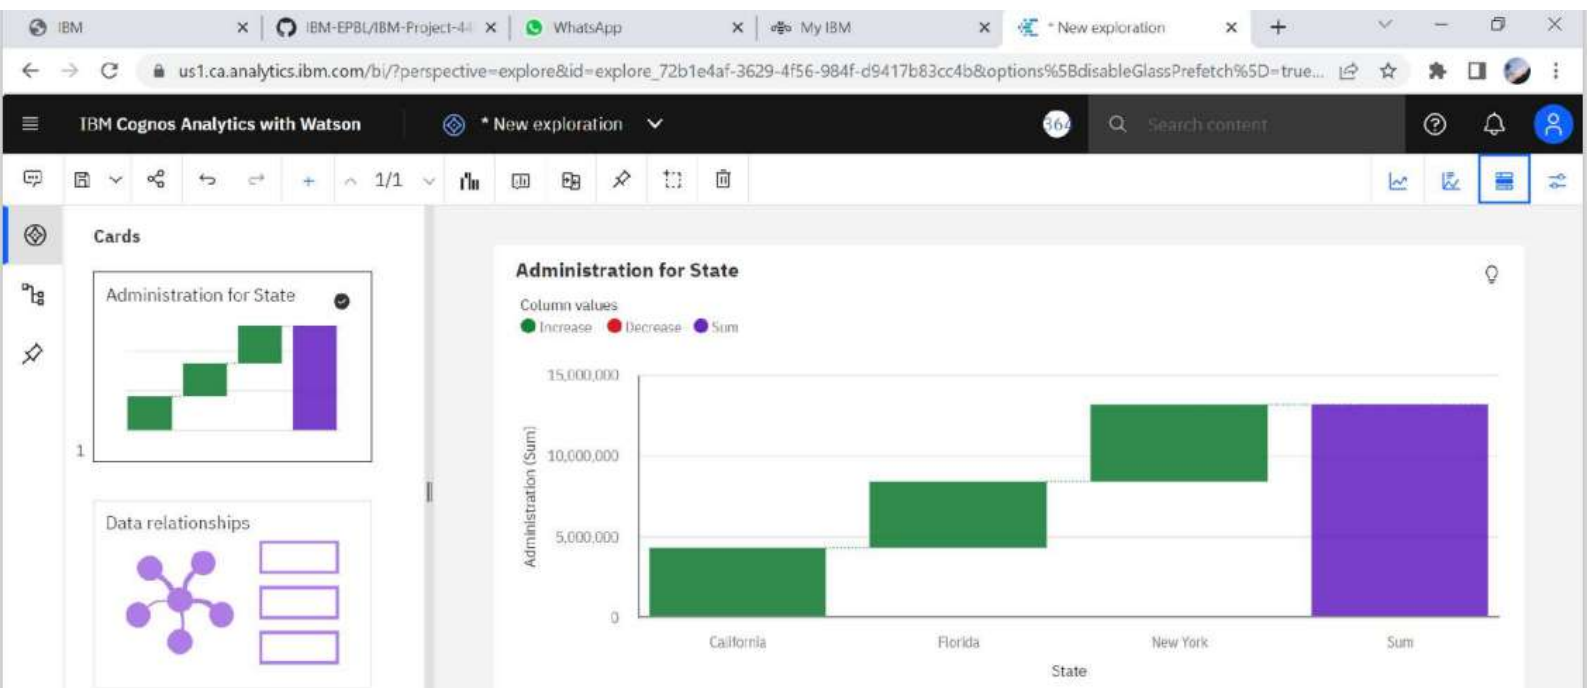 IBM
IBM-EPBL/IBM-Project-44
WhatsApp
My IBM
* New exploration
us1.ca.analytics.ibm.com/bi/?perspective=explore&id=explore_72b1e4af-3629-4f56-984f-d9417b83cc4b&options%5BdisableGlassPrefetch%5D=true...
IBM Cognos Analytics with Watson
* New exploration
364
Search content
1/1
Cards
Administration for State
1
Data relationships
Administration for State
Column values
Increase Decrease Sum
15,000,000
10,000,000
5,000,000
0
Administration (Sum)
California Florida New York Sum
State